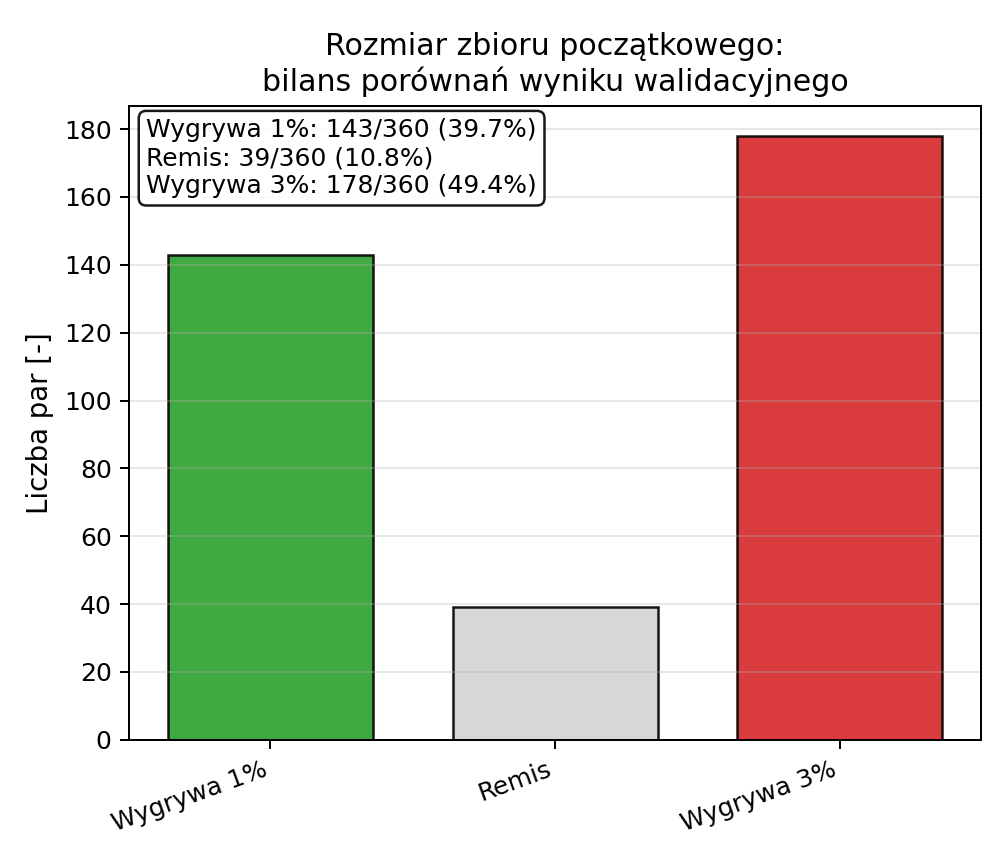 Rozmiar zbioru początkowego:
bilans porównań wyniku walidacyjnego
Wygrywa 1%: 143/360 (39.7%)
Remis: 39/360 (10.8%)
Wygrywa 3%: 178/360 (49.4%)
Liczba par [-]
180
160
140
120
100
80
60
40
20
0
Wygrywa 1%
Remis
Wygrywa 3%